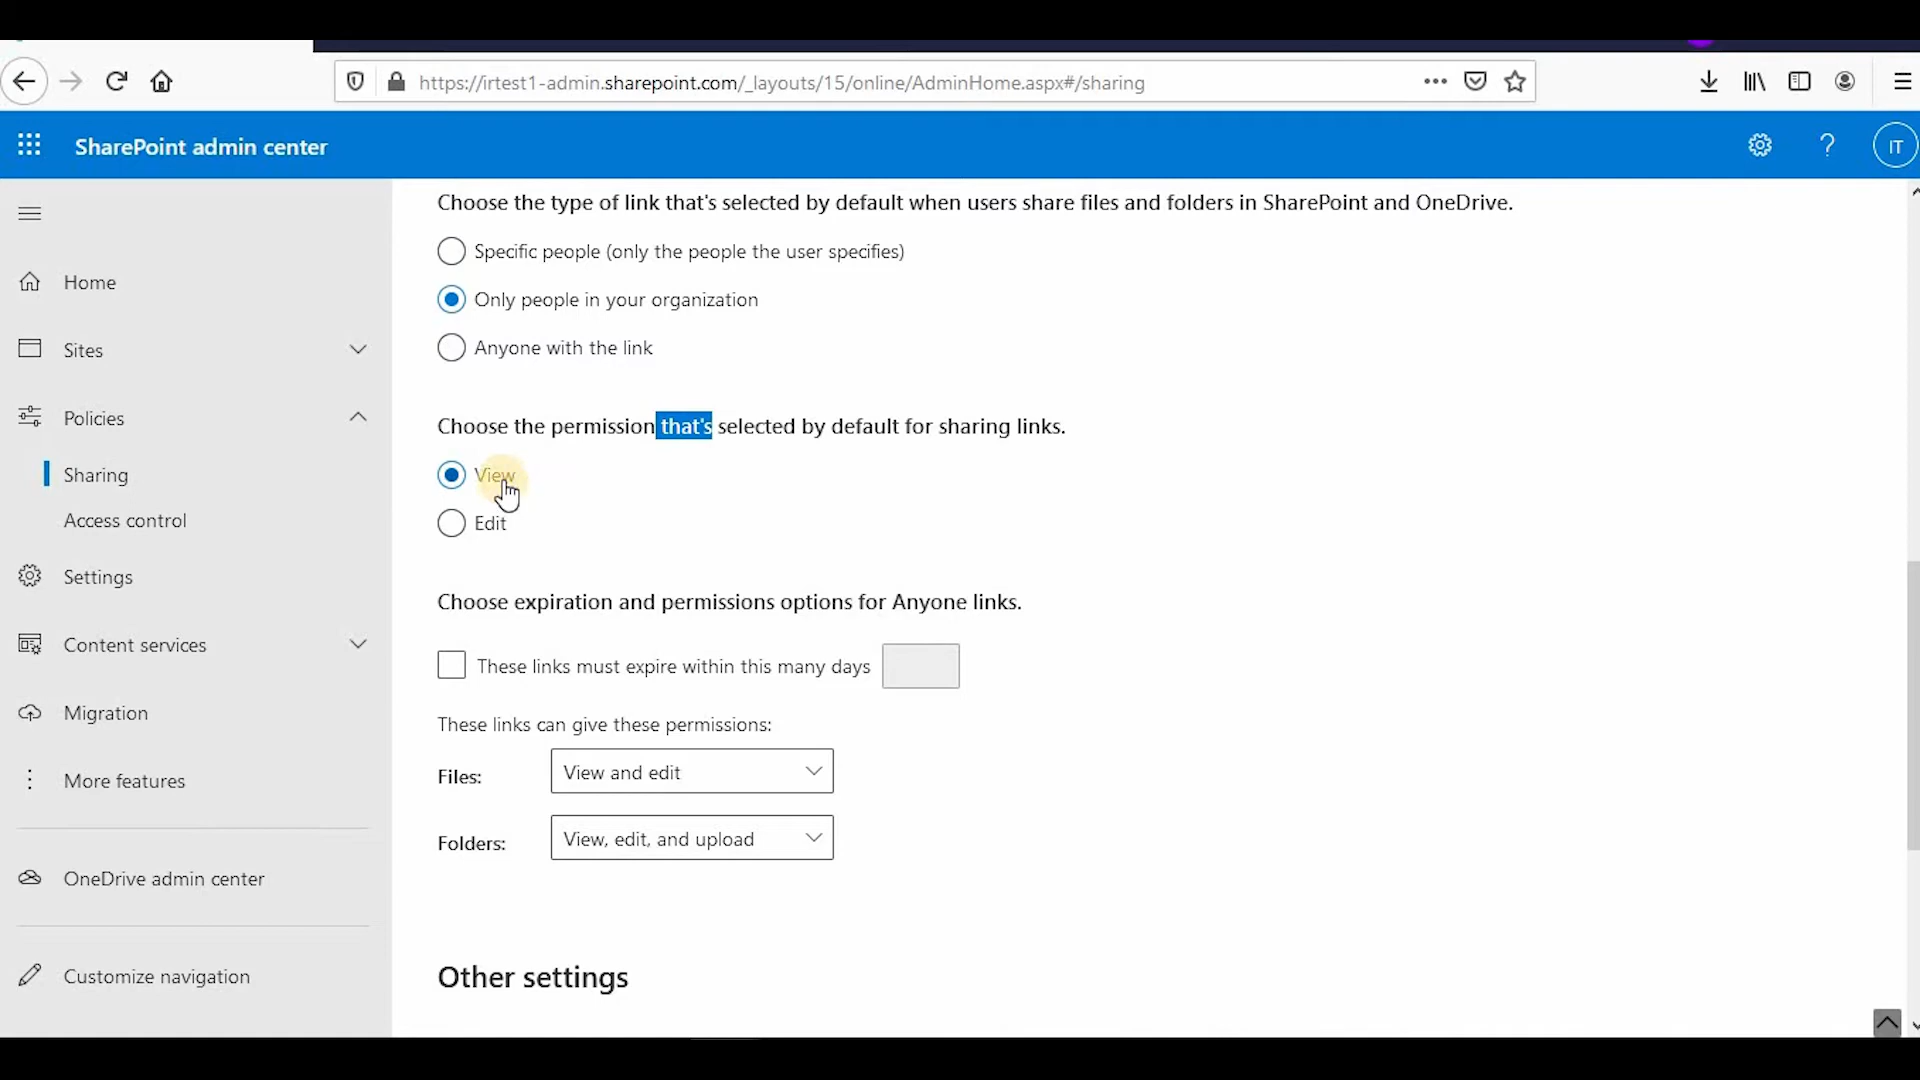 https://irtest1-admin.sharepoint.com/_layouts/15/online/AdminHome.aspx#/sharing
SharePoint admin center
?
IT
Home
Sites
Policies
Sharing
Access control
Settings
Content services
Migration
More features
OneDrive admin center
Customize navigation
Choose the type of link that's selected by default when users share files and folders in SharePoint and OneDrive.
Specific people (only the people the user specifies)
Only people in your organization
Anyone with the link
Choose the permission that's selected by default for sharing links.
View
Edit
Choose expiration and permissions options for Anyone links.
These links must expire within this many days
These links can give these permissions:
Files: View and edit
Folders: View, edit, and upload
Other settings